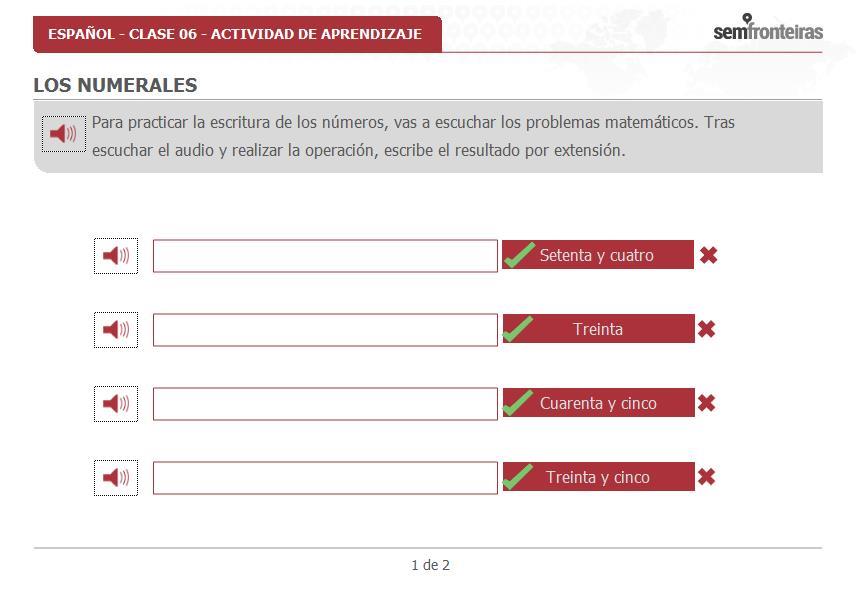 ESPAÑOL - CLASE 06 - ACTIVIDAD DE APRENDIZAJE
semfronteiras
LOS NUMERALES
Para practicar la escritura de los números, vas a escuchar los problemas matemáticos. Tras
escuchar el audio y realizar la operación, escribe el resultado por extensión.
Setenta y cuatro
Treinta
Cuarenta y cinco
Treinta y cinco
1 de 2